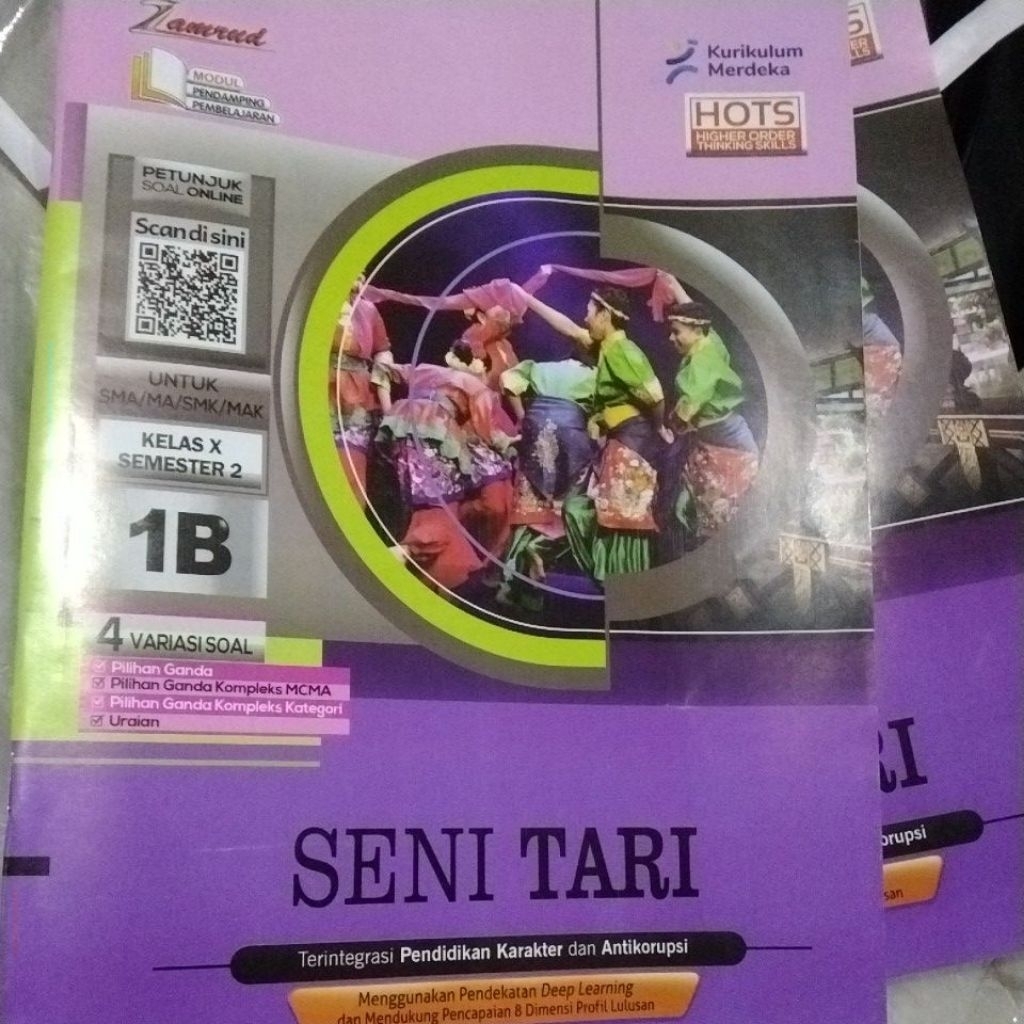 Zamrud
MODUL
PENDAMPING
PEMBELAJARAN
Kurikulum
Merdeka
HOTS
HIGHER ORDER
THINKING SKILLS
PETUNJUK
SOAL ONLINE
Scan di sini
UNTUK
SMA/MA/SMK/MAK
KELAS X
SEMESTER 2
1B
4 VARIASI SOAL
Pilihan Ganda
Pilihan Ganda Kompleks MCMA
Pilihan Ganda Kompleks Kategori
Uraian
SENI TARI
Terintegrasi Pendidikan Karakter dan Antikorupsi
Menggunakan Pendekatan Deep Learning
dan Mendukung Pencapaian 8 Dimensi Profil Lulusan
S
ER
LLS
RI
orupsi
san